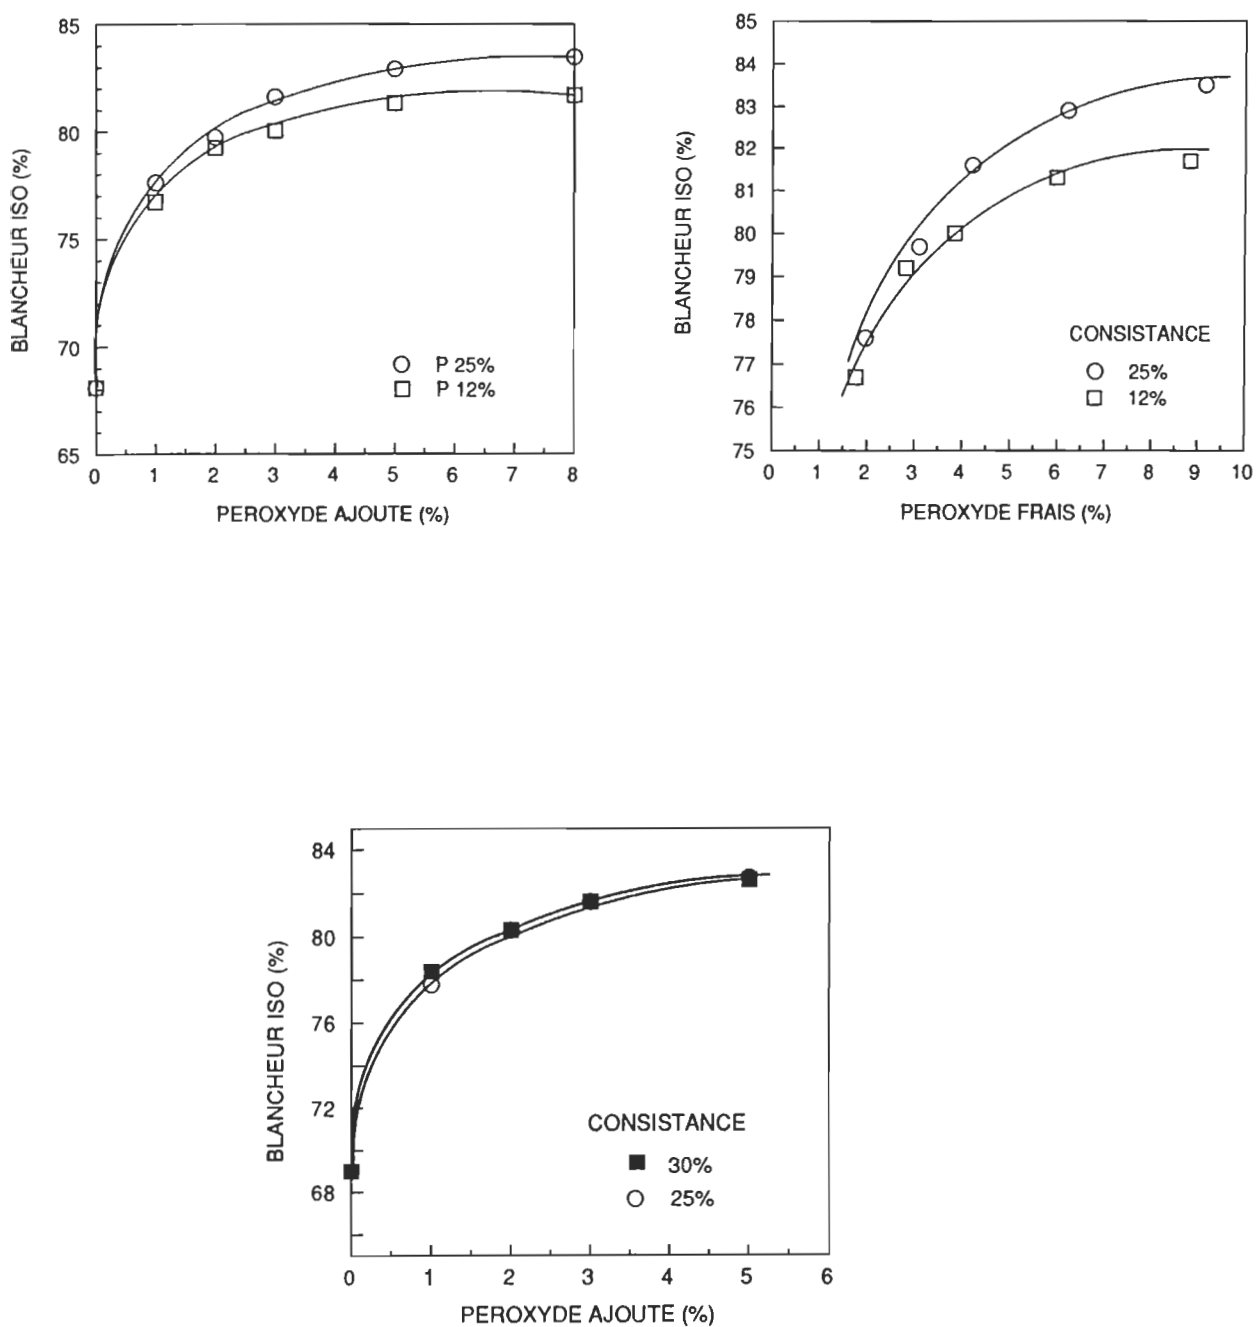 85
80
75
70
65
BLANCHEUR ISO (%)
P 25%
P 12%
0 1 2 3 4 5 6 7 8
PEROXYDE AJOUTE (%)
85
84
83
82
81
80
79
78
77
76
75
BLANCHEUR ISO (%)
CONSISTANCE
25%
12%
0 1 2 3 4 5 6 7 8 9 10
PEROXYDE FRAIS (%)
84
80
76
72
68
BLANCHEUR ISO (%)
CONSISTANCE
30%
25%
0 1 2 3 4 5 6
PEROXYDE AJOUTE (%)